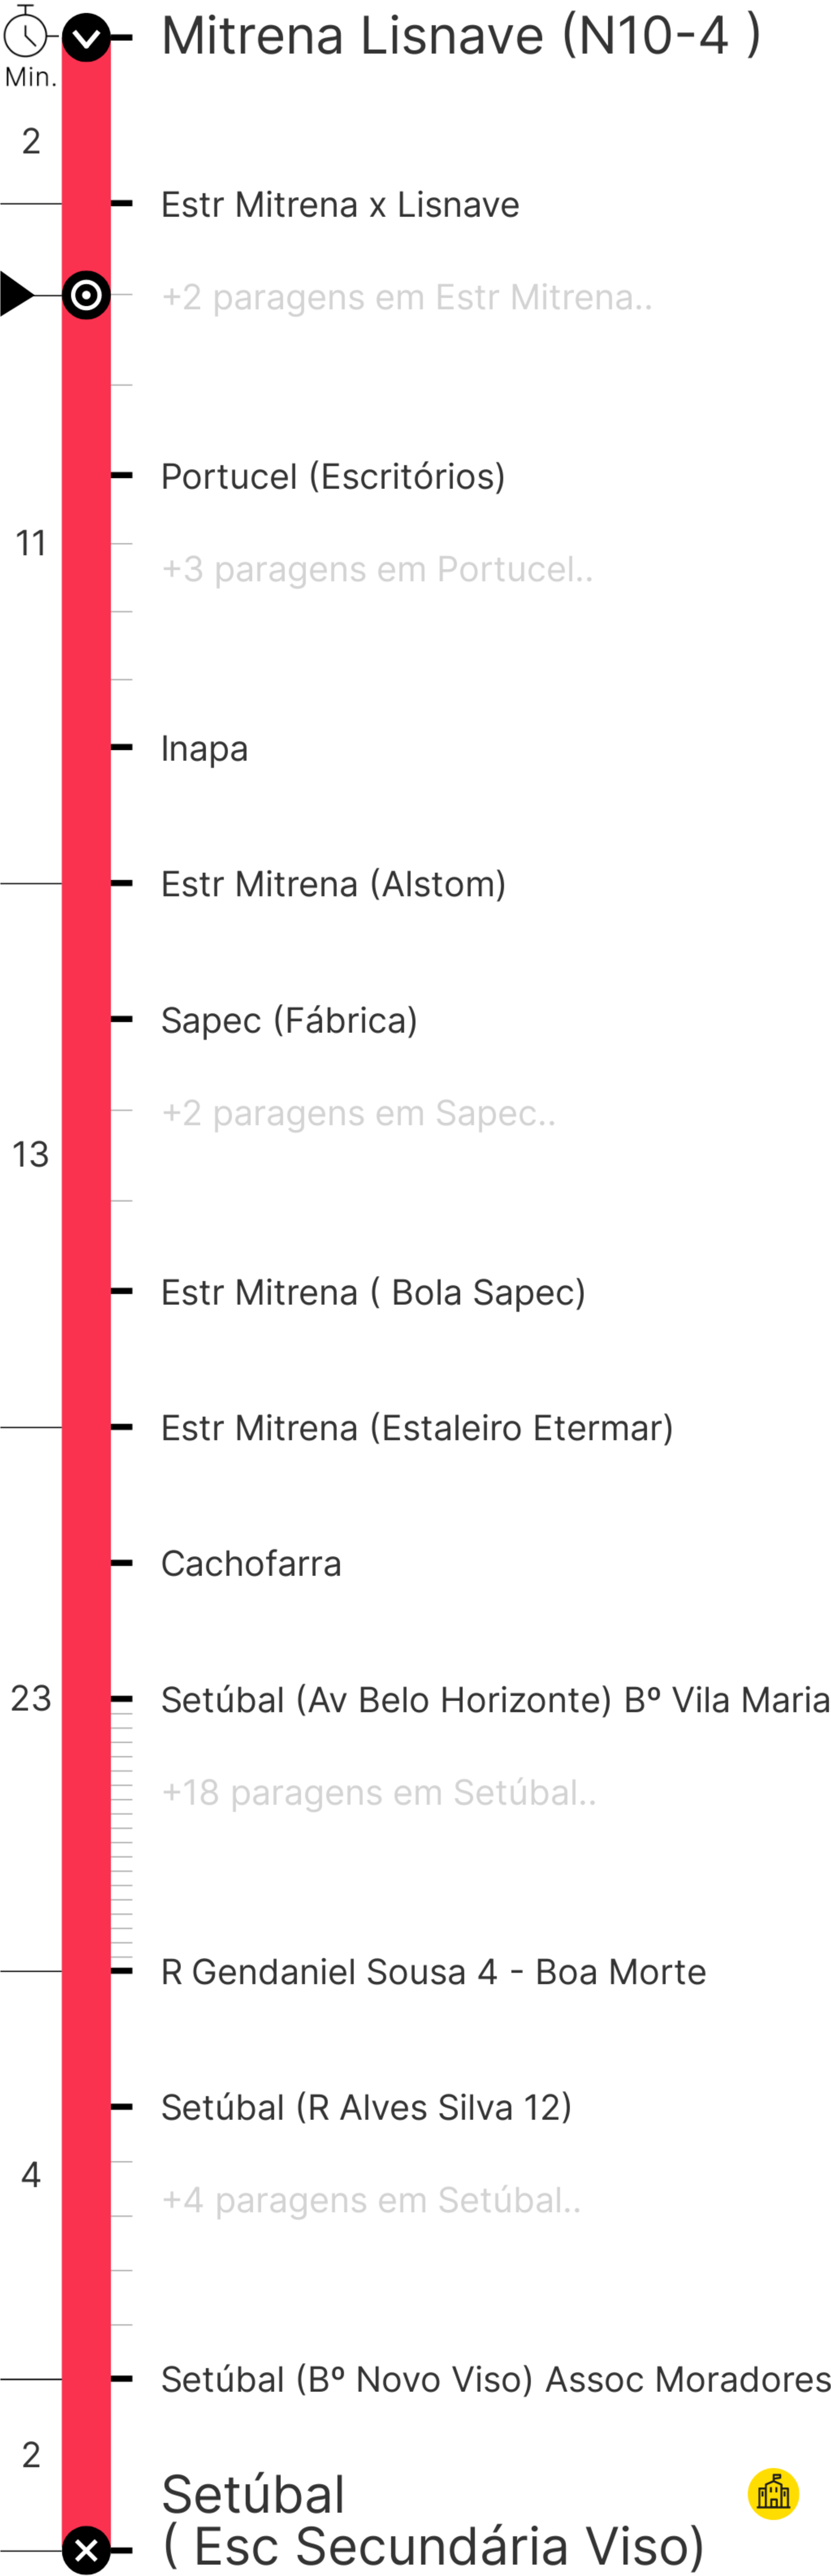 Mitrena Lisnave (N10-4 )
Min.
2
Estr Mitrena x Lisnave
+2 paragens em Estr Mitrena..
Portucel (Escritórios)
11
+3 paragens em Portucel..
Inapa
Estr Mitrena (Alstom)
Sapec (Fábrica)
+2 paragens em Sapec..
13
Estr Mitrena ( Bola Sapec)
Estr Mitrena (Estaleiro Etermar)
Cachofarra
23
Setúbal (Av Belo Horizonte) Bº Vila Maria
+18 paragens em Setúbal..
R Gendaniel Sousa 4 - Boa Morte
Setúbal (R Alves Silva 12)
4
+4 paragens em Setúbal..
Setúbal (Bº Novo Viso) Assoc Moradores
2
Setúbal
( Esc Secundária Viso)